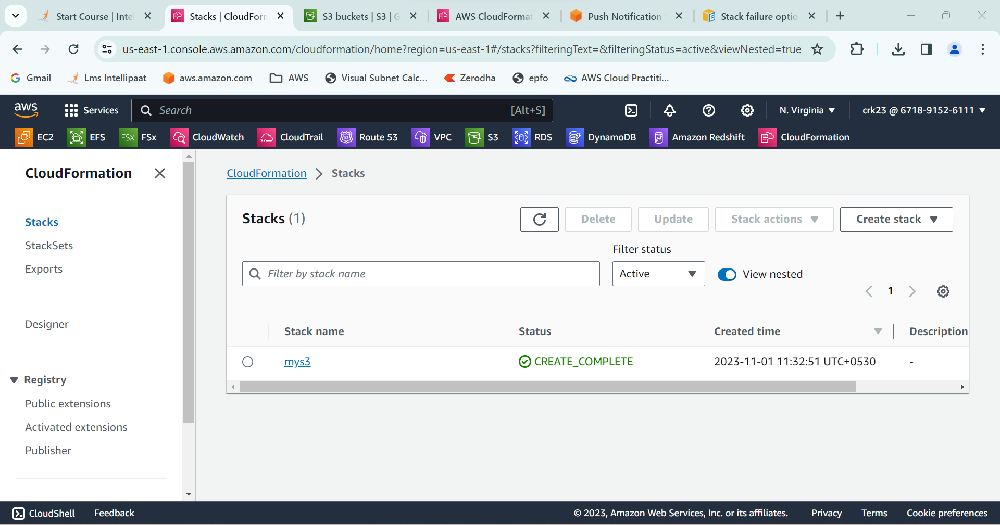 Start Course | Inte
Stacks | CloudForm
S3 buckets | S3 | G
AWS CloudFormat
Push Notification
Stack failure optio
us-east-1.console.aws.amazon.com/cloudformation/home?region=us-east-1#/stacks?filteringText=&filteringStatus=active&viewNested=true
Gmail
Lms Intellipaat
aws.amazon.com
AWS
Visual Subnet Calc...
Zerodha
epfo
AWS Cloud Practiti...
aws
Services
Search
[Alt+S]
N. Virginia
crk23 @ 6718-9152-6111
EC2
EFS
FSx
FSx
CloudWatch
CloudTrail
53
Route 53
VPC
S3
RDS
DynamoDB
Amazon Redshift
CloudFormation
CloudFormation
Stacks
StackSets
Exports
Designer
Registry
Public extensions
Activated extensions
Publisher
CloudFormation
Stacks
Stacks (1)
Delete
Update
Stack actions
Create stack
Filter status
Filter by stack name
Active
View nested
1
Stack name
Status
Created time
Description
mys3
CREATE_COMPLETE
2023-11-01 11:32:51 UTC+0530
-
CloudShell
Feedback
© 2023, Amazon Web Services, Inc. or its affiliates.
Privacy
Terms
Cookie preferences